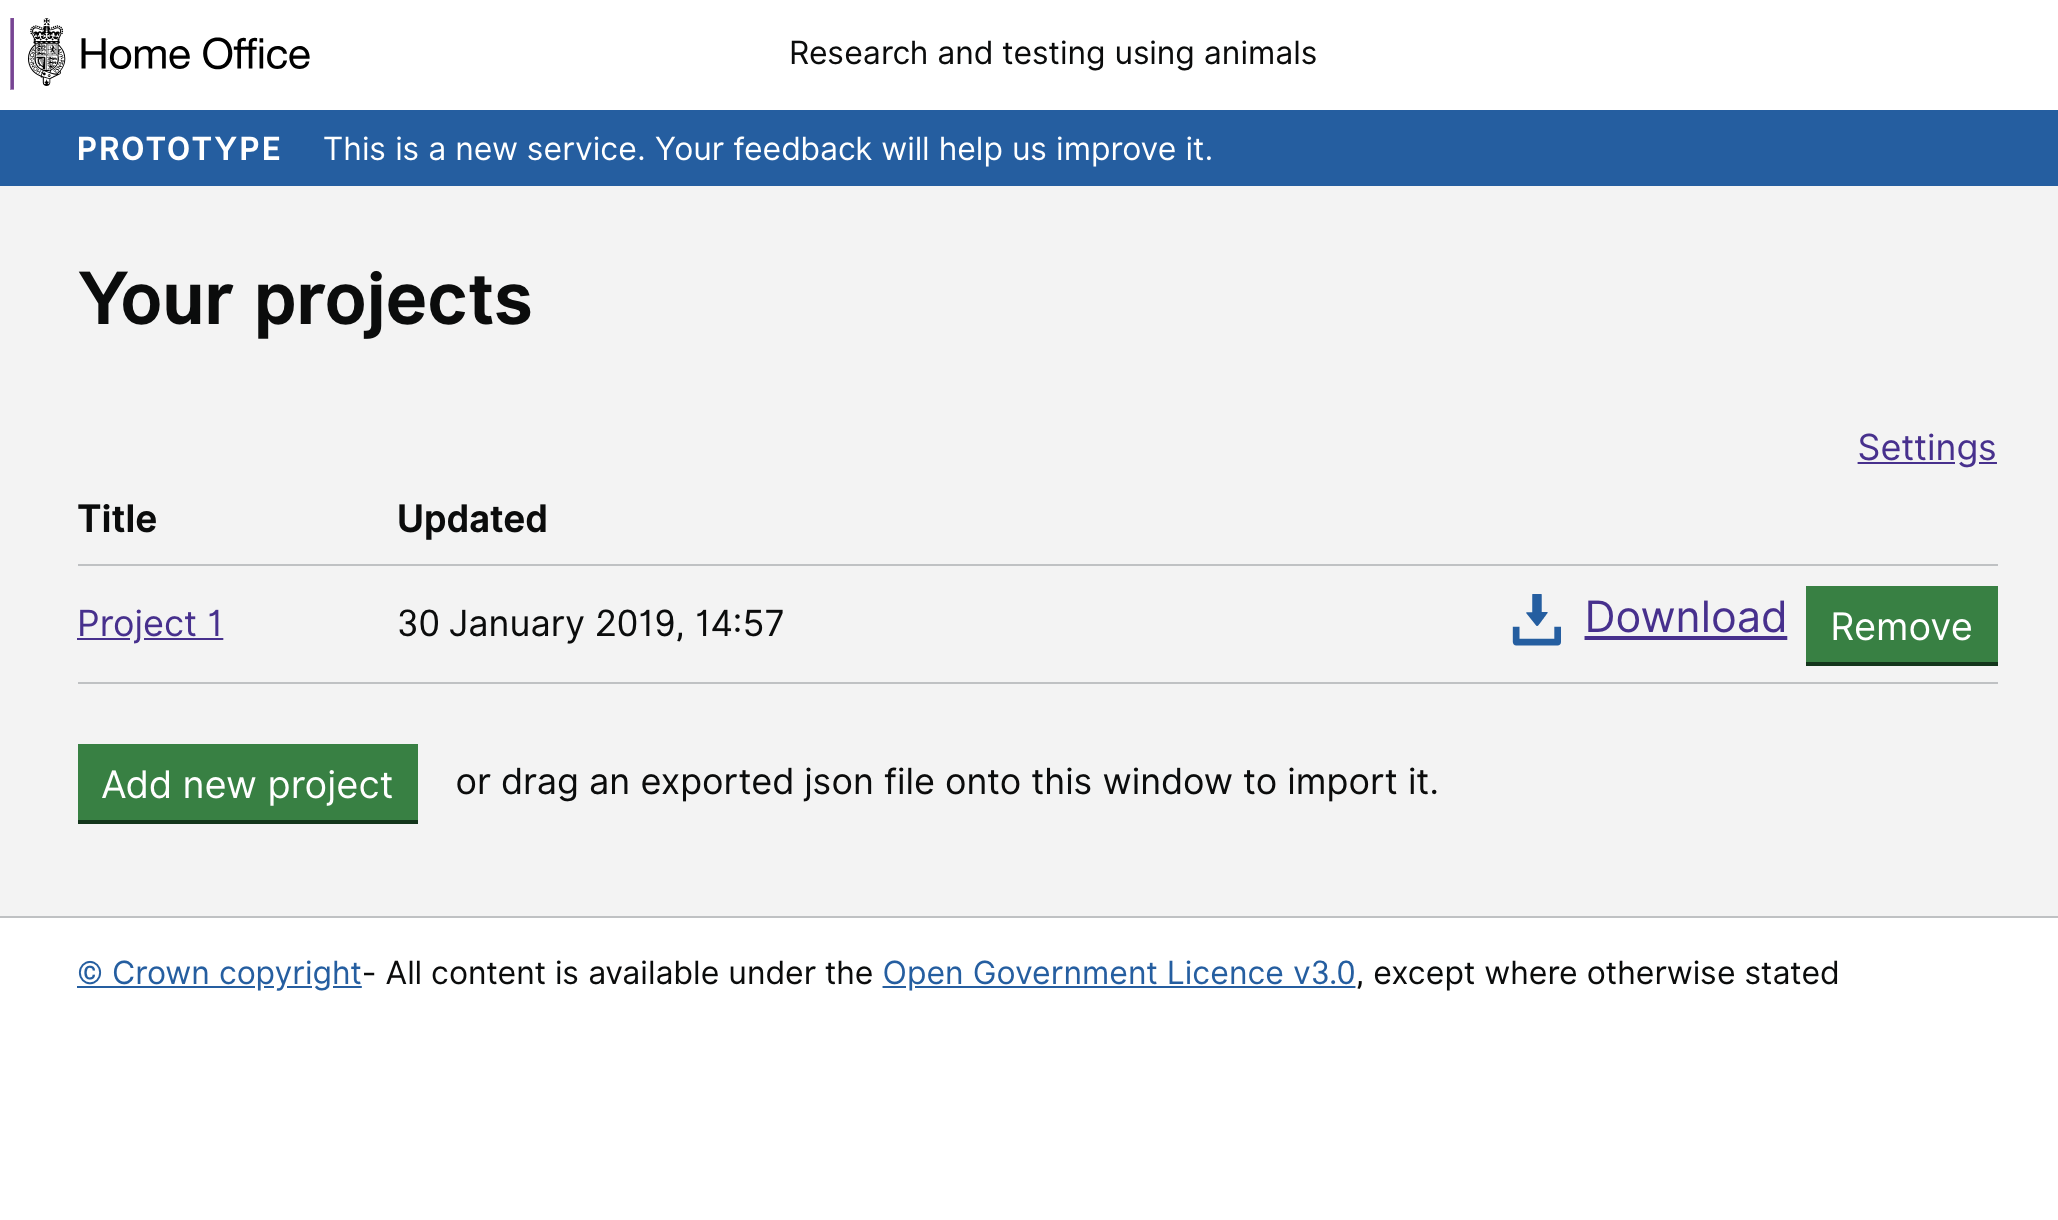 Home Office
Research and testing using animals
PROTOTYPE This is a new service. Your feedback will help us improve it.
Your projects
Settings
Title Updated
Project 1 30 January 2019, 14:57 Download Remove
Add new project or drag an exported json file onto this window to import it.
© Crown copyright- All content is available under the Open Government Licence v3.0, except where otherwise stated